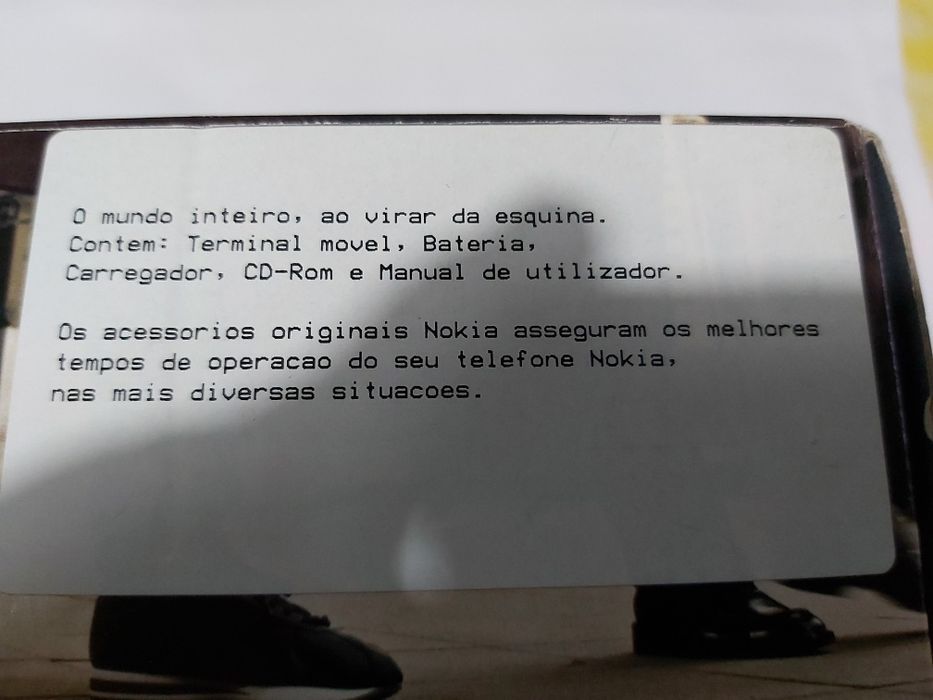 O mundo inteiro, ao virar da esquina.
Contem: Terminal movel, Bateria,
Carregador, CD-Rom e Manual de utilizador.
Os acessorios originais Nokia asseguram os melhores
tempos de operacao do seu telefone Nokia,
nas mais diversas situacoes.